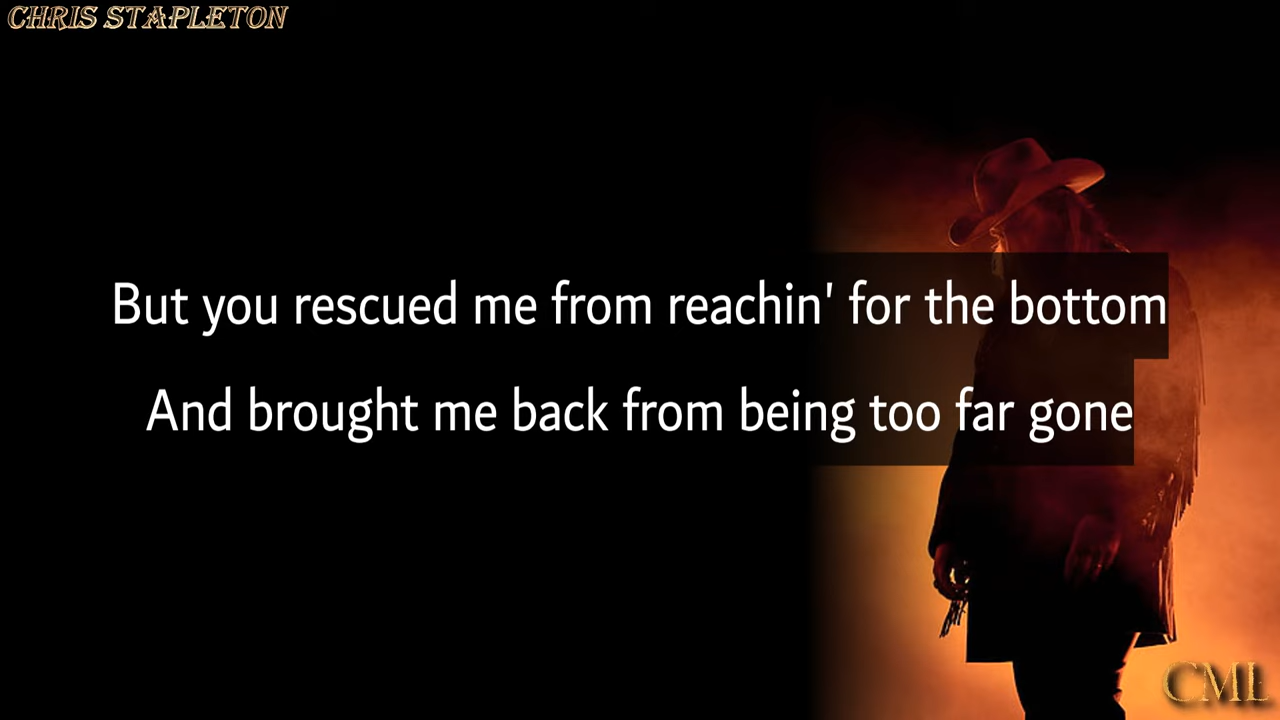 CHRIS STAPLETON
But you rescued me from reachin' for the bottom
And brought me back from being too far gone
CML